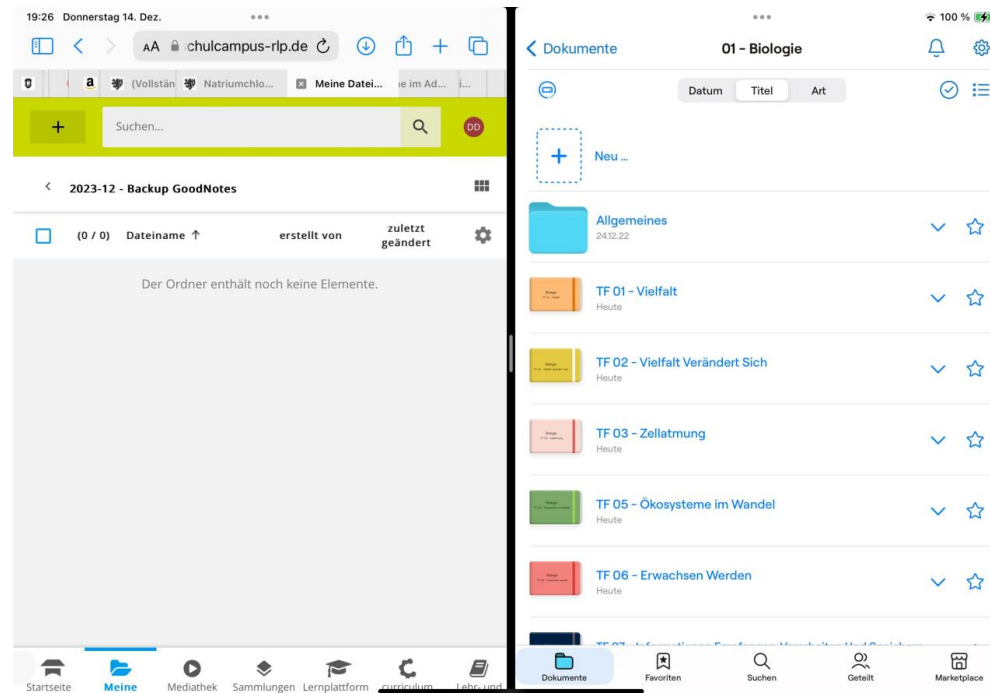 19:26 Donnerstag 14. Dez.
AA chulcampus-rlp.de
a (Vollstän Natriumchlo... Meine Datei... ne im Ad... i...
+ Suchen... DD
2023-12 - Backup GoodNotes
(0 / 0) Dateiname ↑ erstellt von zuletzt geändert
Der Ordner enthält noch keine Elemente.
Startseite Meine Mediathek Sammlungen Lernplattform curriculum Lehr- und
100 %
Dokumente 01 - Biologie
Datum Titel Art
Neu ...
Allgemeines
24.12.22
TF 01 - Vielfalt
Heute
TF 02 - Vielfalt Verändert Sich
Heute
TF 03 - Zellatmung
Heute
TF 05 - Ökosysteme im Wandel
Heute
TF 06 - Erwachsen Werden
Heute
Dokumente Favoriten Suchen Geteilt Marketplace